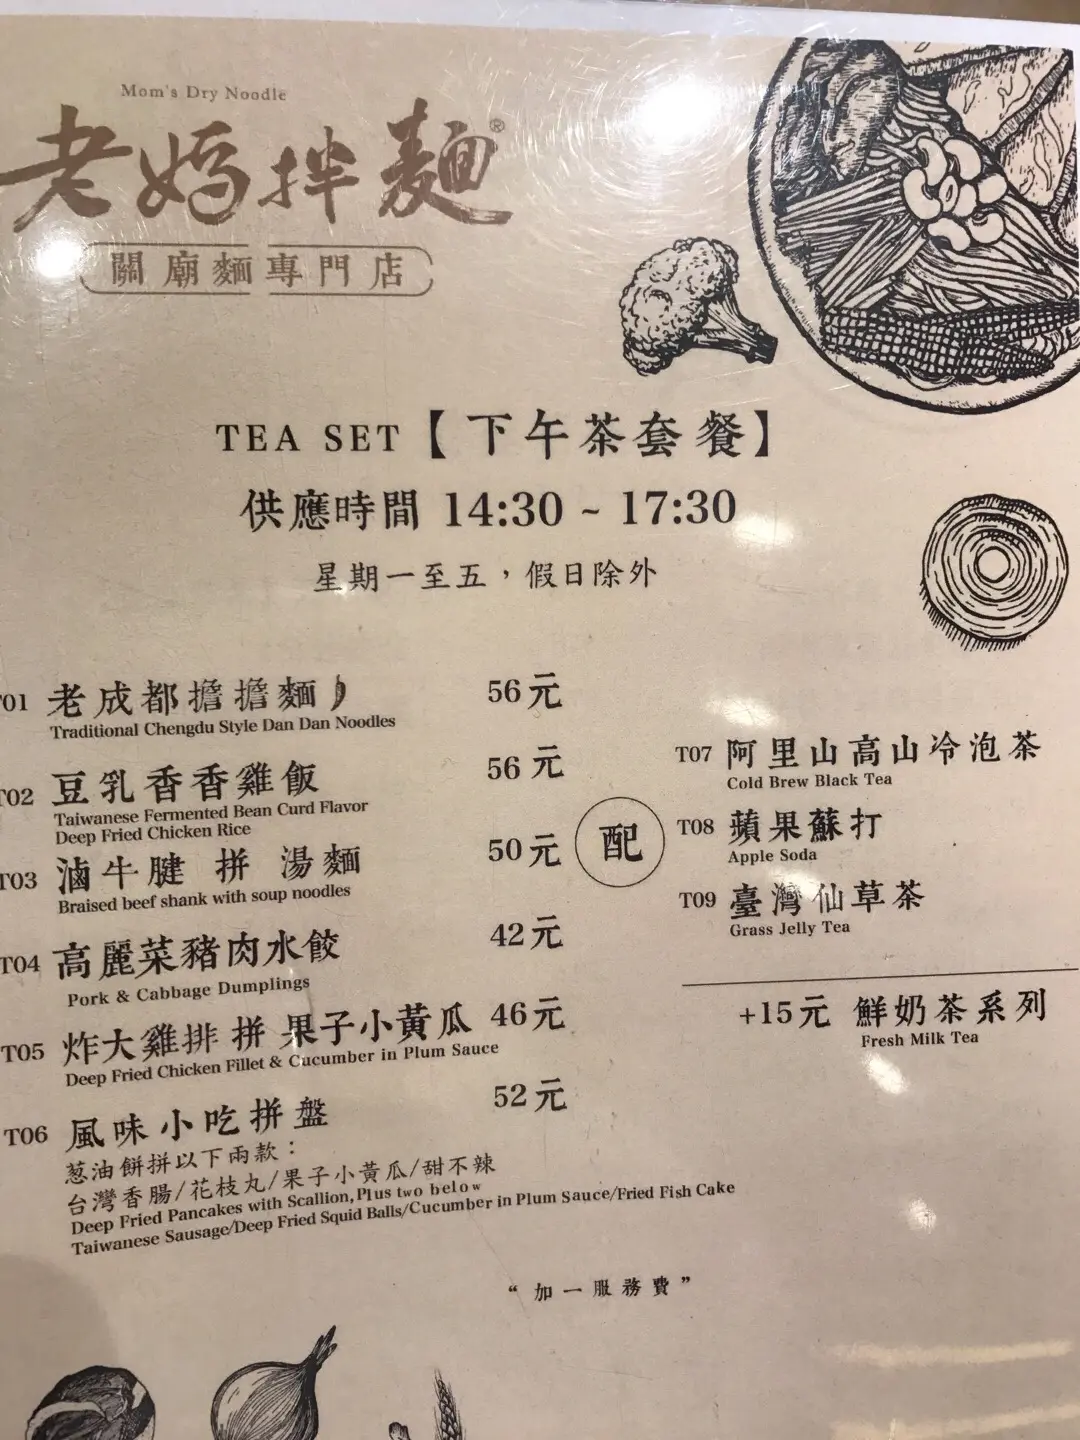 Mom's Dry Noodle
老媽拌麵®
關廟麵專門店
TEA SET【下午茶套餐】
供應時間 14:30 ~ 17:30
星期一至五，假日除外
T01 老成都擔擔麵 56元
Traditional Chengdu Style Dan Dan Noodles
T02 豆乳香香雞飯 56元
Taiwanese Fermented Bean Curd Flavor
Deep Fried Chicken Rice
T03 滷牛腱 拼 湯麵 50元
Braised beef shank with soup noodles
T04 高麗菜豬肉水餃 42元
Pork & Cabbage Dumplings
T05 炸大雞排 拼 果子小黃瓜 46元
Deep Fried Chicken Fillet & Cucumber in Plum Sauce
T06 風味小吃拼盤 52元
葱油餅拼以下兩款：
台灣香腸/花枝丸/果子小黃瓜/甜不辣
Deep Fried Pancakes with Scallion, Plus two below
Taiwanese Sausage/Deep Fried Squid Balls/Cucumber in Plum Sauce/Fried Fish Cake
配
T07 阿里山高山冷泡茶
Cold Brew Black Tea
T08 蘋果蘇打
Apple Soda
T09 臺灣仙草茶
Grass Jelly Tea
+15元 鮮奶茶系列
Fresh Milk Tea
“加一服務費”